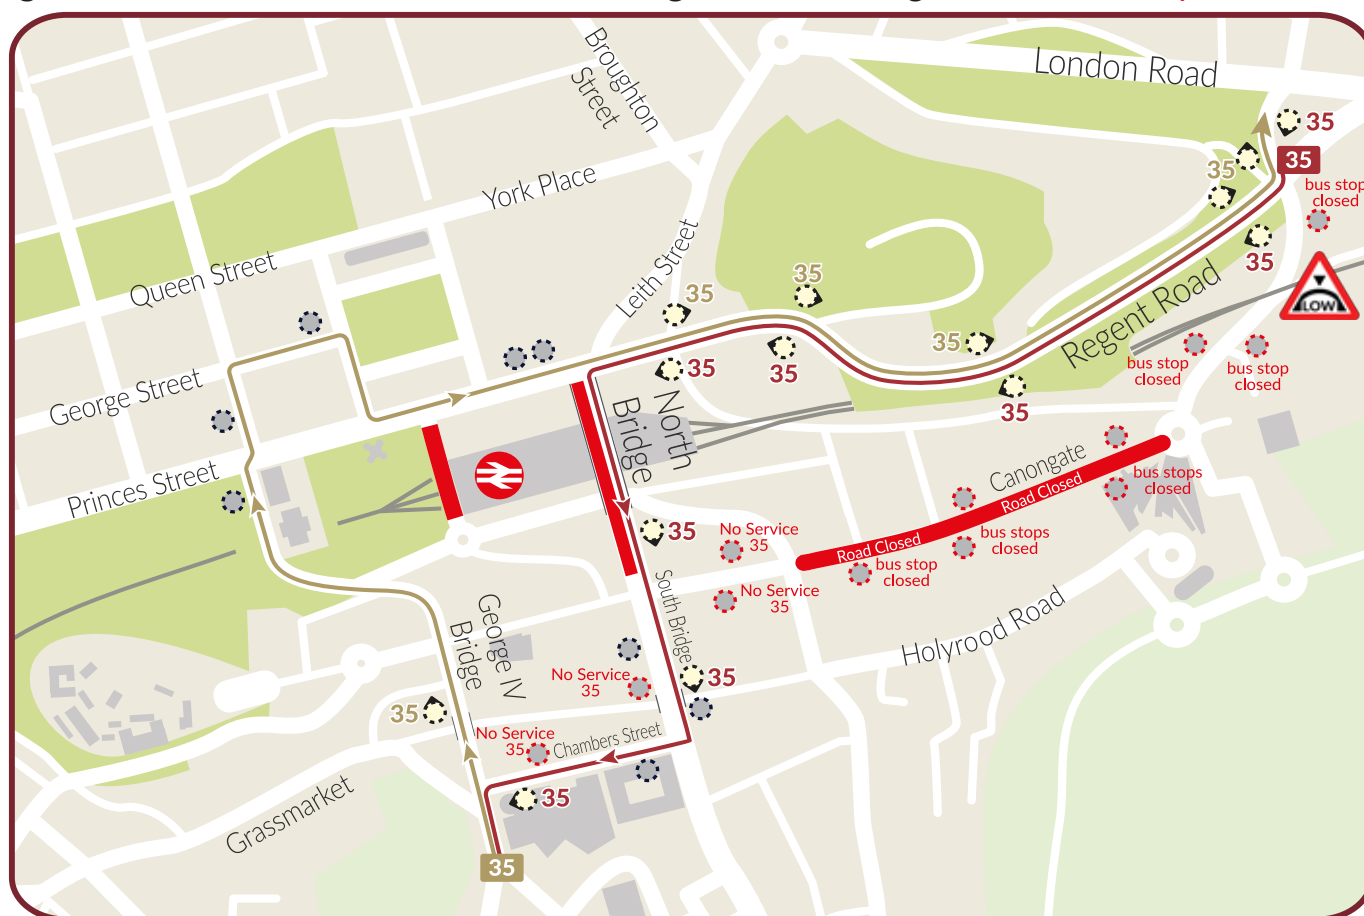 Broughton
Street
London Road
35
35
35
bus stop
closed
York Place
Leith Street
Queen Street
35
35
35
Regent Road
LOW
35
bus stop
closed
bus stop
closed
35
35
35
George Street
North
Bridge
Canongate
Road Closed
bus stops
closed
Princes Street
No Service
35
35
Road Closed
bus stops
closed
bus stop
closed
No Service
35
South Bridge
George IV
Bridge
Holyrood Road
No Service
35
35
35
No Service
35
Chambers Street
35
Grassmarket
35